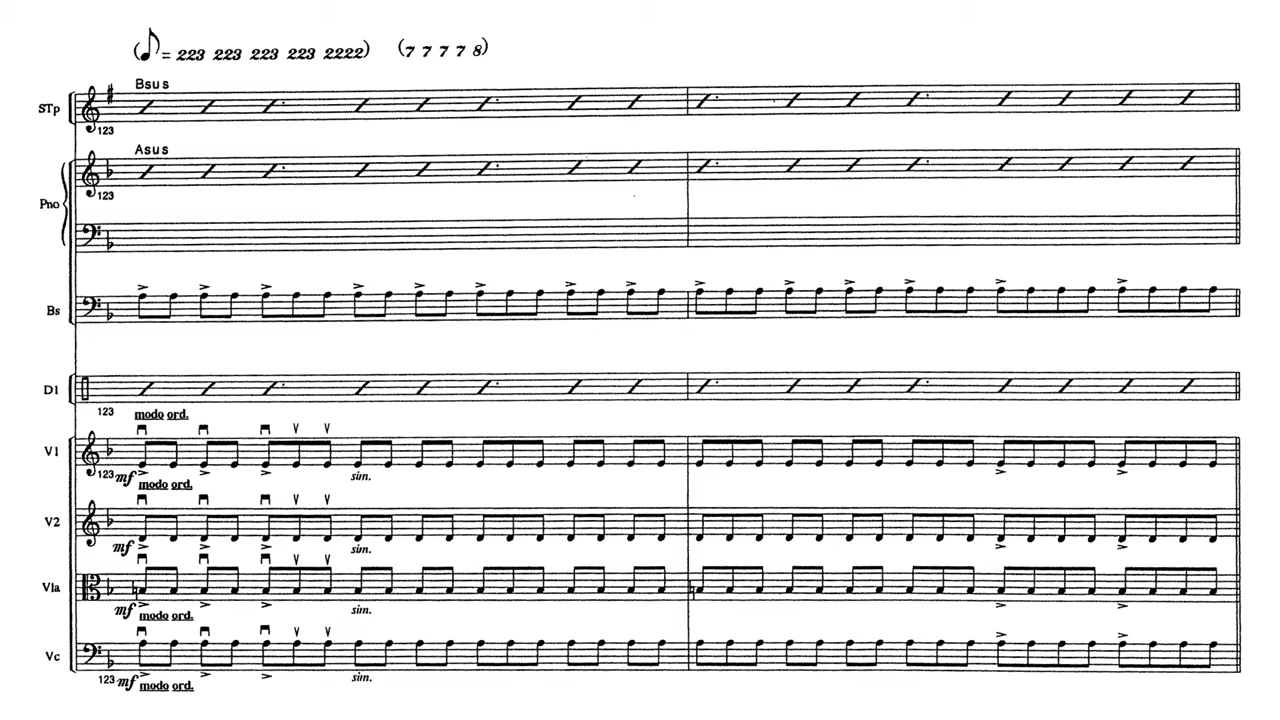 (♪= 223 223 223 223 2222) (7 7 7 7 8)
Bsus
STp
123
Asus
123
Pno
Bs
D1
123 modo ord.
V1
123 mf sim.
modo ord.
V2
mf sim.
Vla
mf sim.
modo ord.
Vc
123 mf modo ord. sim.